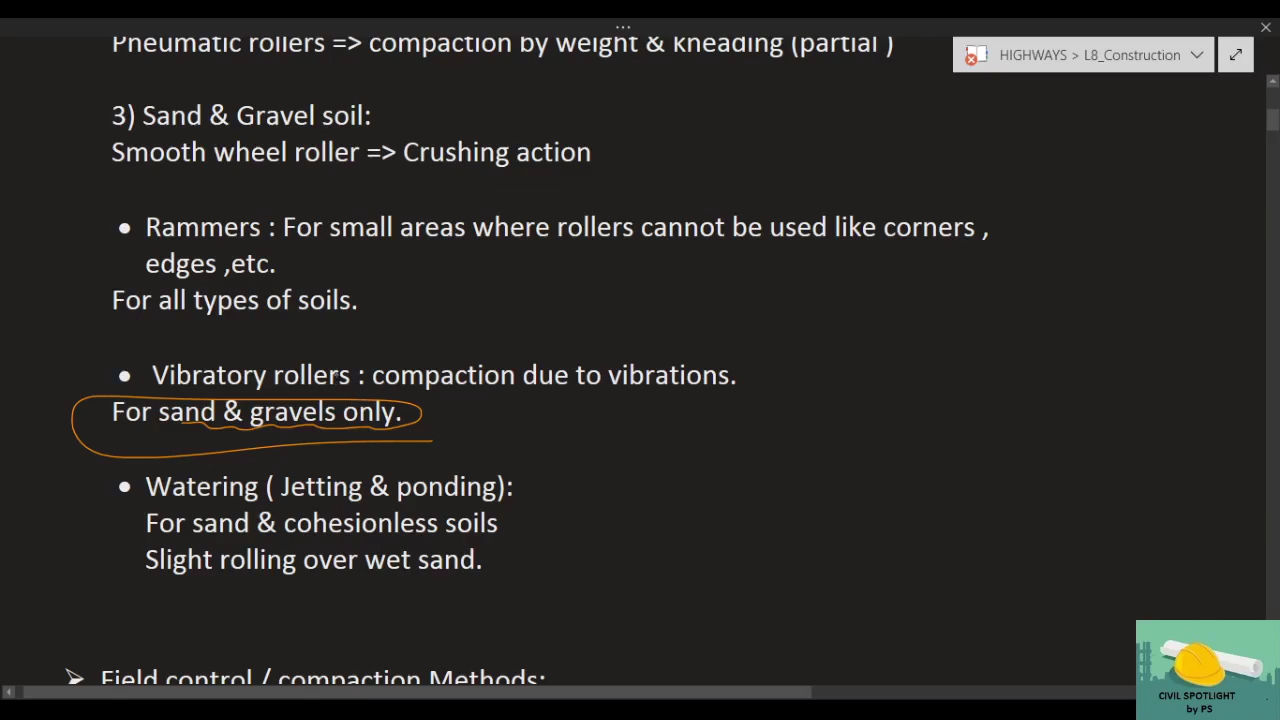 ...
Pneumatic rollers => compaction by weight & kneading (partial )
HIGHWAYS > L8_Construction
3) Sand & Gravel soil:
Smooth wheel roller => Crushing action
• Rammers : For small areas where rollers cannot be used like corners ,
edges ,etc.
For all types of soils.
• Vibratory rollers : compaction due to vibrations.
For sand & gravels only.
• Watering ( Jetting & ponding):
For sand & cohesionless soils
Slight rolling over wet sand.
➢ Field control / compaction Methods:
CIVIL SPOTLIGHT
by PS